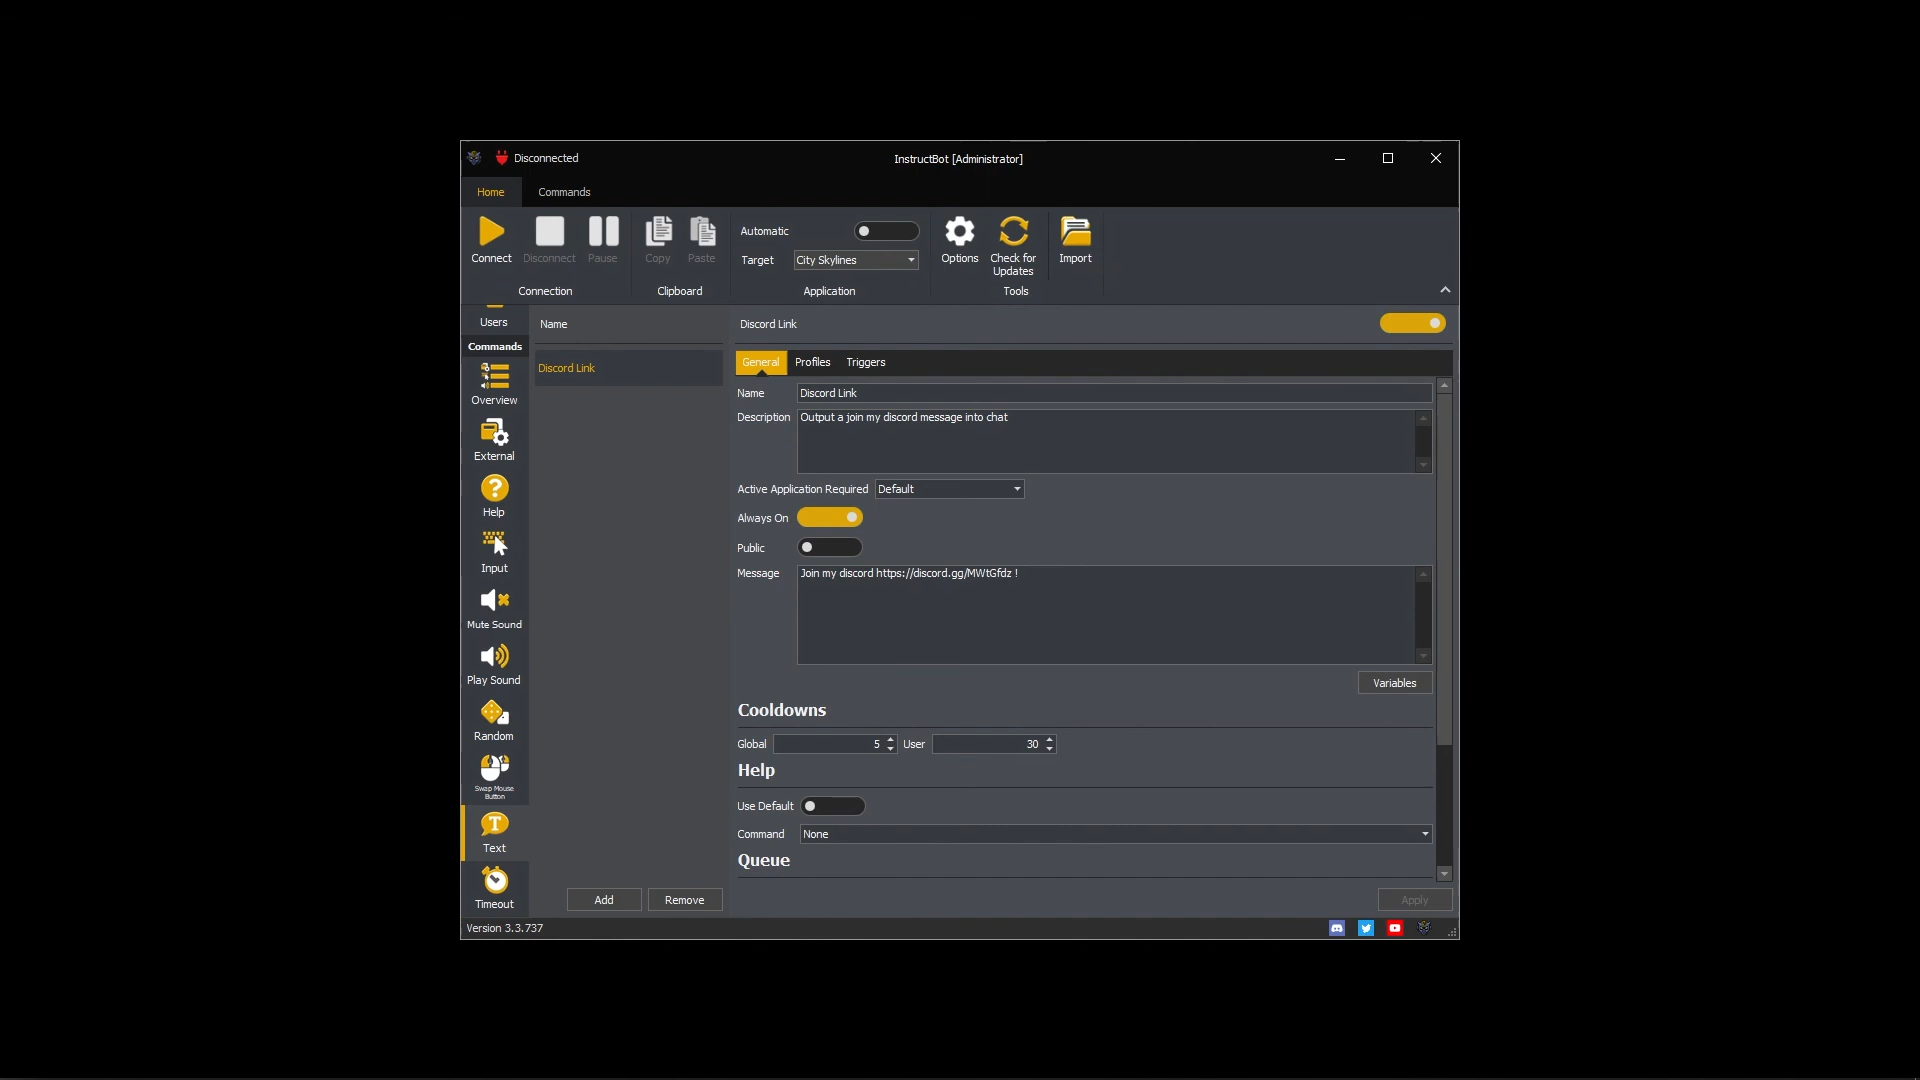 Disconnected
InstructBot [Administrator]
Home Commands
Connect Disconnect Pause Copy Paste
Automatic
Target City Skylines
Options Check for Updates Import
Connection Clipboard Application Tools
Users
Commands
Overview
External
Help
Input
Mute Sound
Play Sound
Random
Swap Mouse
Button
Text
Timeout
Name
Discord Link
Add Remove
Discord Link
General Profiles Triggers
Name Discord Link
Description Output a join my discord message into chat
Active Application Required Default
Always On
Public
Message Join my discord https://discord.gg/MWtGfdz !
Variables
Cooldowns
Global 5 User 30
Help
Use Default
Command None
Queue
Apply
Version 3.3.737